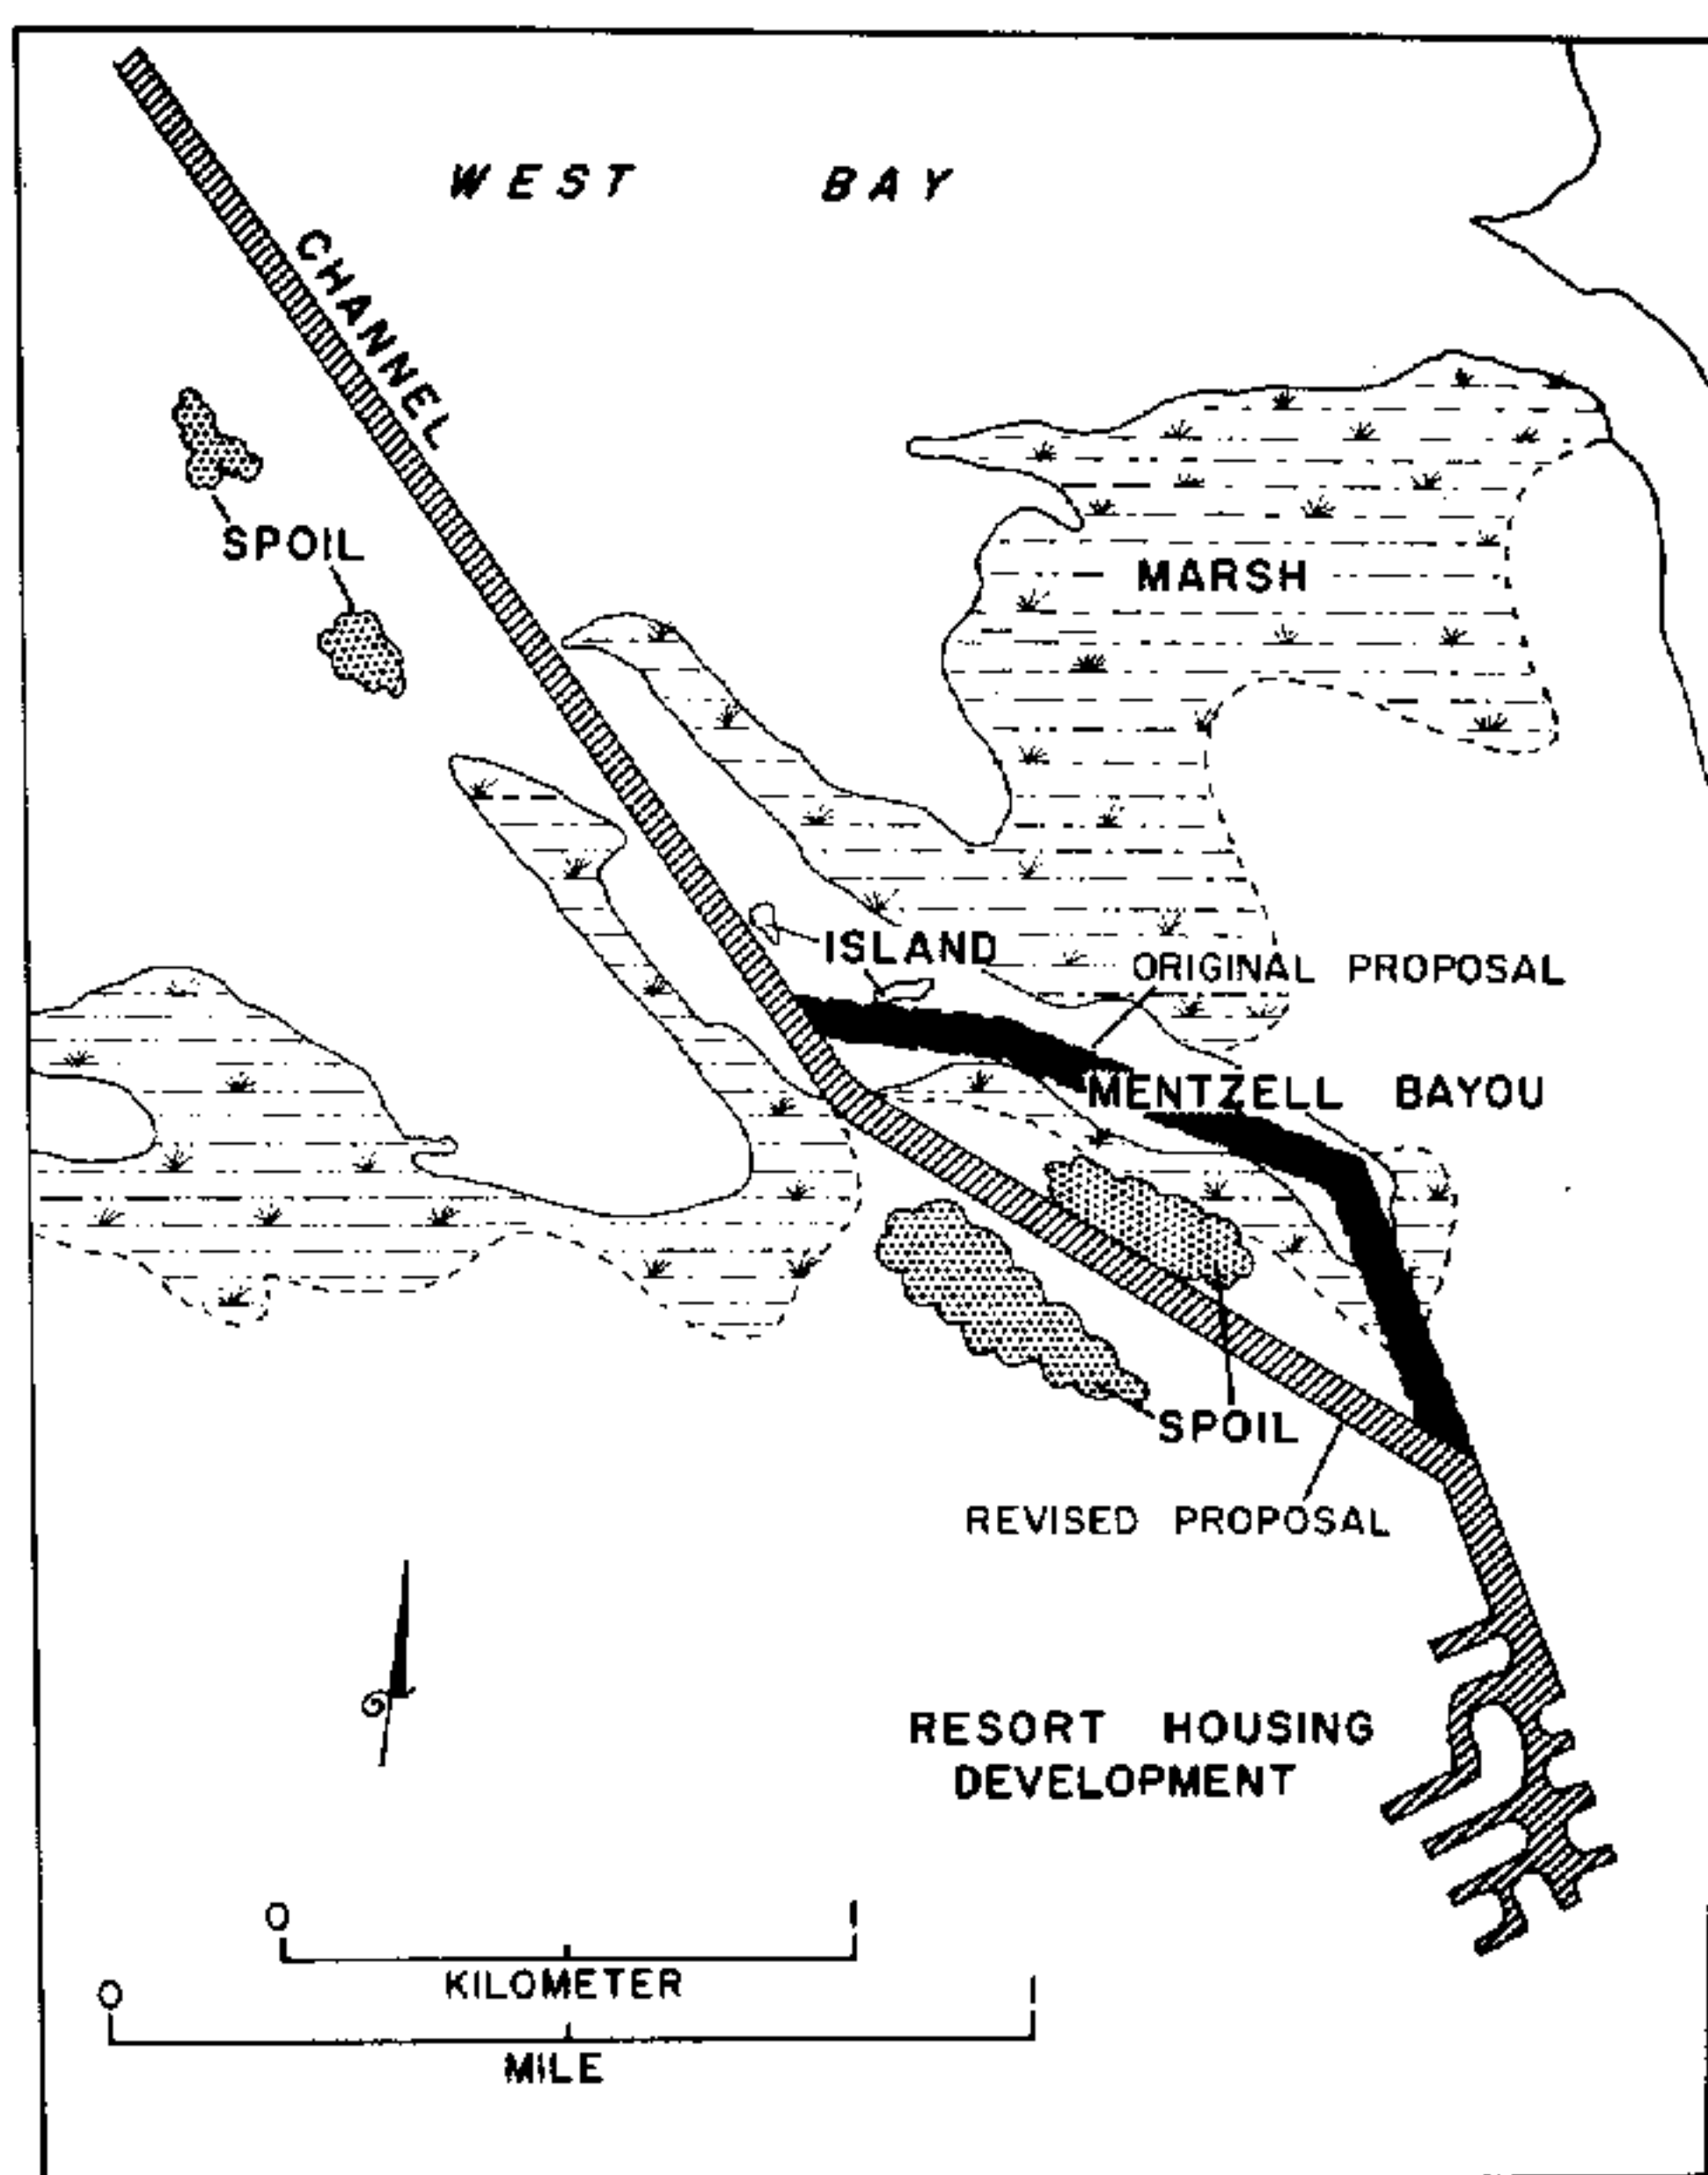 WEST BAY
CHANNEL
SPOIL
MARSH
ISLAND
ORIGINAL PROPOSAL
MENTZELL BAYOU
SPOIL
REVISED PROPOSAL
RESORT HOUSING
DEVELOPMENT
0 1
KILOMETER
0 1
MILE